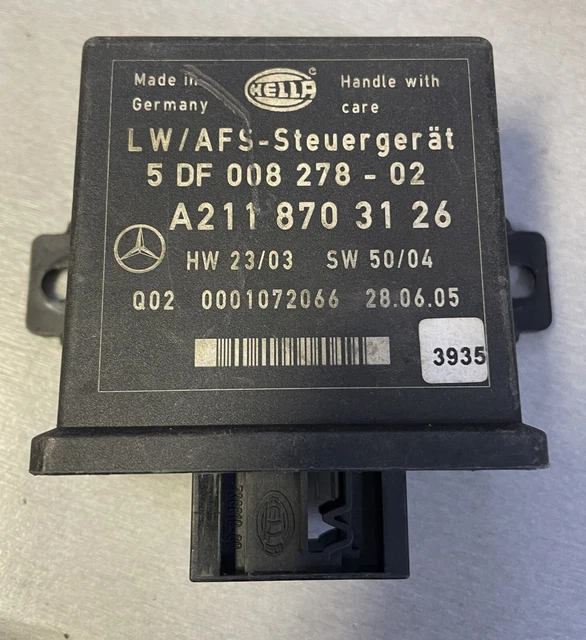 Made in Germany
HELLA
Handle with care
LW/AFS-Steuergerät
5 DF 008 278 - 02
A211 870 31 26
HW 23/03 SW 50/04
Q02 0001072066 28.06.05
3935
HELLA